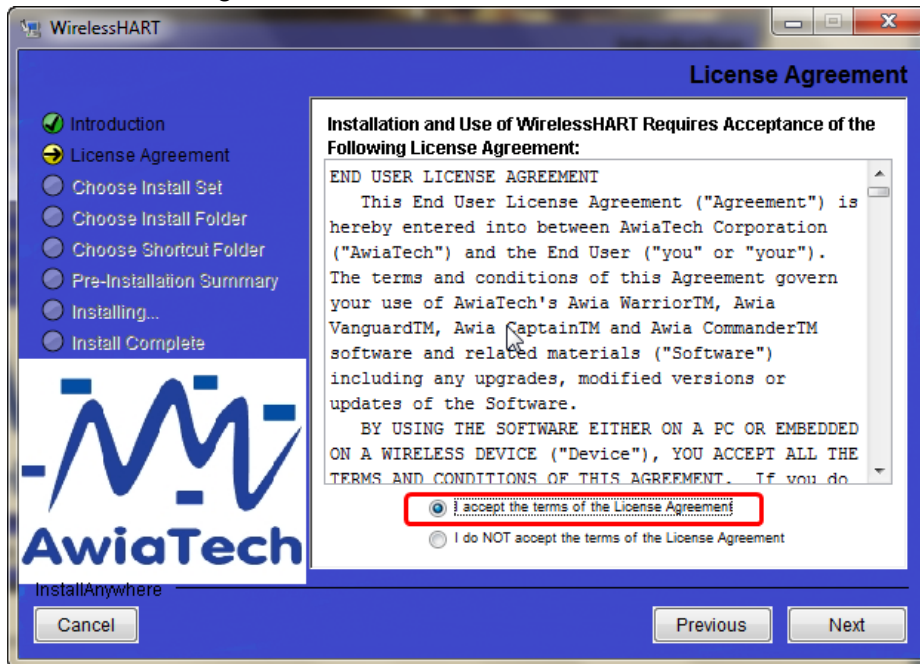 WirelessHART
License Agreement
Introduction
License Agreement
Choose Install Set
Choose Install Folder
Choose Shortcut Folder
Pre-Installation Summary
Installing...
Install Complete
AwiaTech
Installation and Use of WirelessHART Requires Acceptance of the
Following License Agreement:
END USER LICENSE AGREEMENT
This End User License Agreement ("Agreement") is
hereby entered into between AwiaTech Corporation
("AwiaTech") and the End User ("you" or "your").
The terms and conditions of this Agreement govern
your use of AwiaTech's Awia WarriorTM, Awia
VanguardTM, Awia CaptainTM and Awia CommanderTM
software and related materials ("Software")
including any upgrades, modified versions or
updates of the Software.
BY USING THE SOFTWARE EITHER ON A PC OR EMBEDDED
ON A WIRELESS DEVICE ("Device"), YOU ACCEPT ALL THE
TERMS AND CONDITIONS OF THIS AGREEMENT. If you do
I accept the terms of the License Agreement
I do NOT accept the terms of the License Agreement
InstallAnywhere
Cancel
Previous
Next